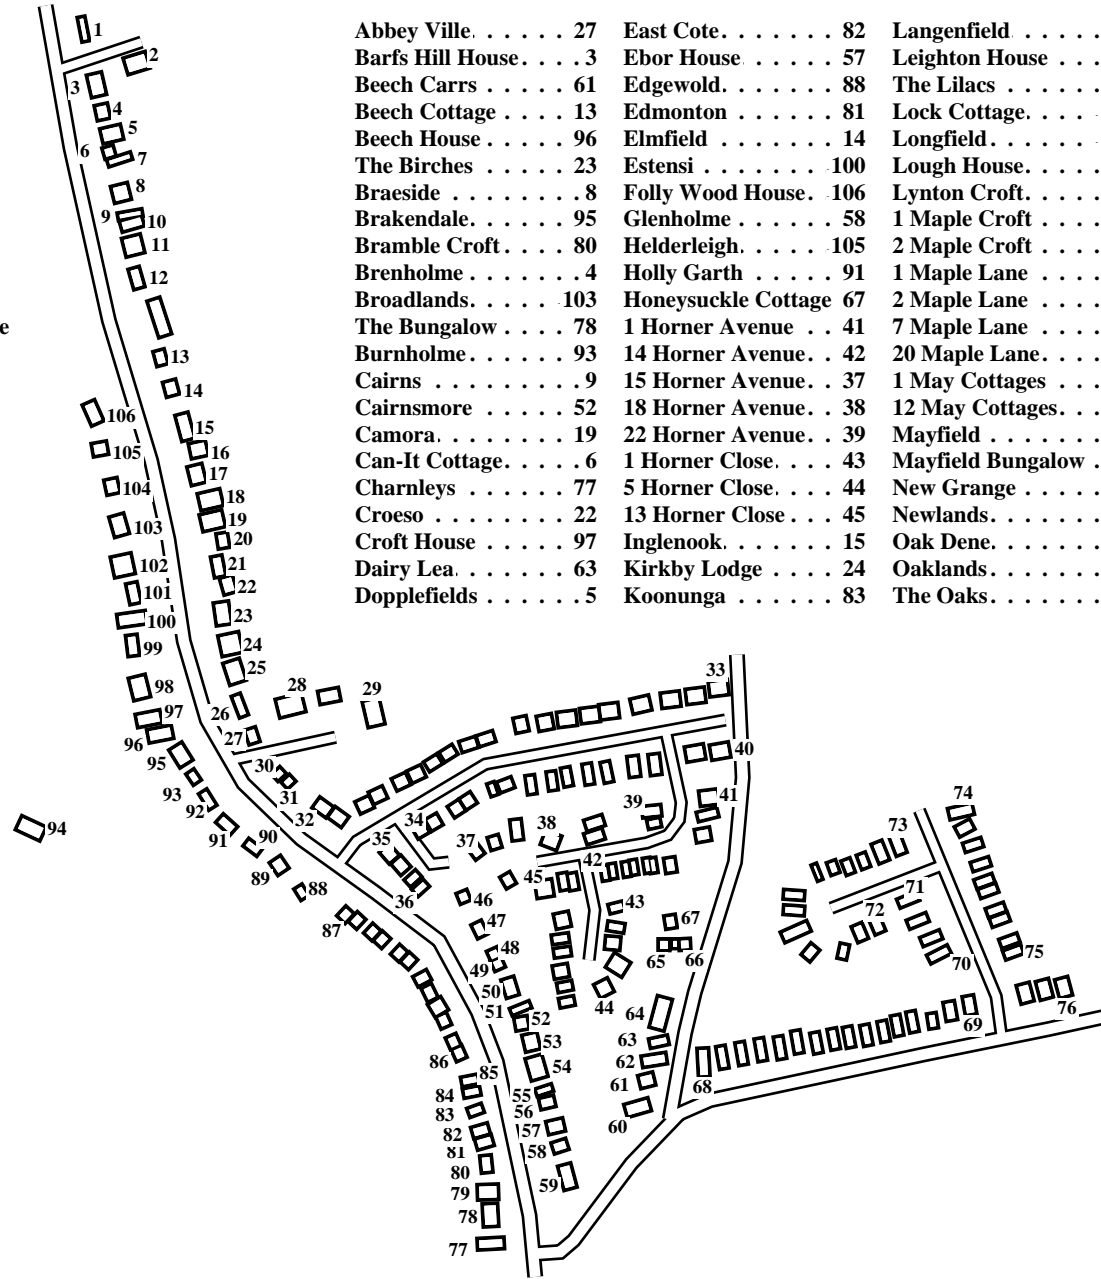 Abbey Ville. . . . . . . 27
Barfs Hill House. . . . 3
Beech Carrs . . . . . . 61
Beech Cottage . . . . 13
Beech House . . . . . 96
The Birches . . . . . . 23
Braeside . . . . . . . . . 8
Brakendale. . . . . . . 95
Bramble Croft . . . . 80
Brenholme . . . . . . . . 4
Broadlands. . . . . . 103
The Bungalow . . . . 78
Burnholme . . . . . . . 93
Cairns . . . . . . . . . . 9
Cairnsmore . . . . . . 52
Camora. . . . . . . . . 19
Can-It Cottage. . . . . 6
Charnleys . . . . . . . 77
Croeso . . . . . . . . . 22
Croft House . . . . . . 97
Dairy Lea. . . . . . . . 63
Dopplefields . . . . . . 5
East Cote. . . . . . . . 82
Ebor House. . . . . . . 57
Edgewold. . . . . . . . 88
Edmonton . . . . . . . 81
Elmfield . . . . . . . . 14
Estensi . . . . . . . . 100
Folly Wood House. . 106
Glenholme . . . . . . . 58
Helderleigh. . . . . . 105
Holly Garth . . . . . . 91
Honeysuckle Cottage 67
1 Horner Avenue . . 41
14 Horner Avenue. . 42
15 Horner Avenue. . 37
18 Horner Avenue. . 38
22 Horner Avenue. . 39
1 Horner Close. . . . 43
5 Horner Close. . . . 44
13 Horner Close . . . 45
Inglenook. . . . . . . . 15
Kirkby Lodge . . . . . 24
Koonunga . . . . . . . 83
Langenfield. . . . . .
Leighton House . . .
The Lilacs . . . . . .
Lock Cottage. . . .
Longfield. . . . . . .
Lough House. . . .
Lynton Croft. . . .
1 Maple Croft . . .
2 Maple Croft . . .
1 Maple Lane . . . .
2 Maple Lane . . . .
7 Maple Lane . . . .
20 Maple Lane. . . .
1 May Cottages . . .
12 May Cottages. . .
Mayfield . . . . . . .
Mayfield Bungalow .
New Grange . . . . .
Newlands. . . . . . .
Oak Dene. . . . . . .
Oaklands. . . . . . .
The Oaks. . . . . . .
e
1
2
3
4
5
6
7
8
9
10
11
12
13
14
15
16
17
18
19
20
21
22
23
24
25
26
27
28
29
30
31
32
33
34
35
36
37
38
39
40
41
42
43
44
45
46
47
48
49
50
51
52
53
54
55
56
57
58
59
60
61
62
63
64
65
66
67
68
69
70
71
72
73
74
75
76
77
78
79
80
81
82
83
84
85
86
87
88
89
90
91
92
93
94
95
96
97
98
99
100
101
102
103
104
105
106